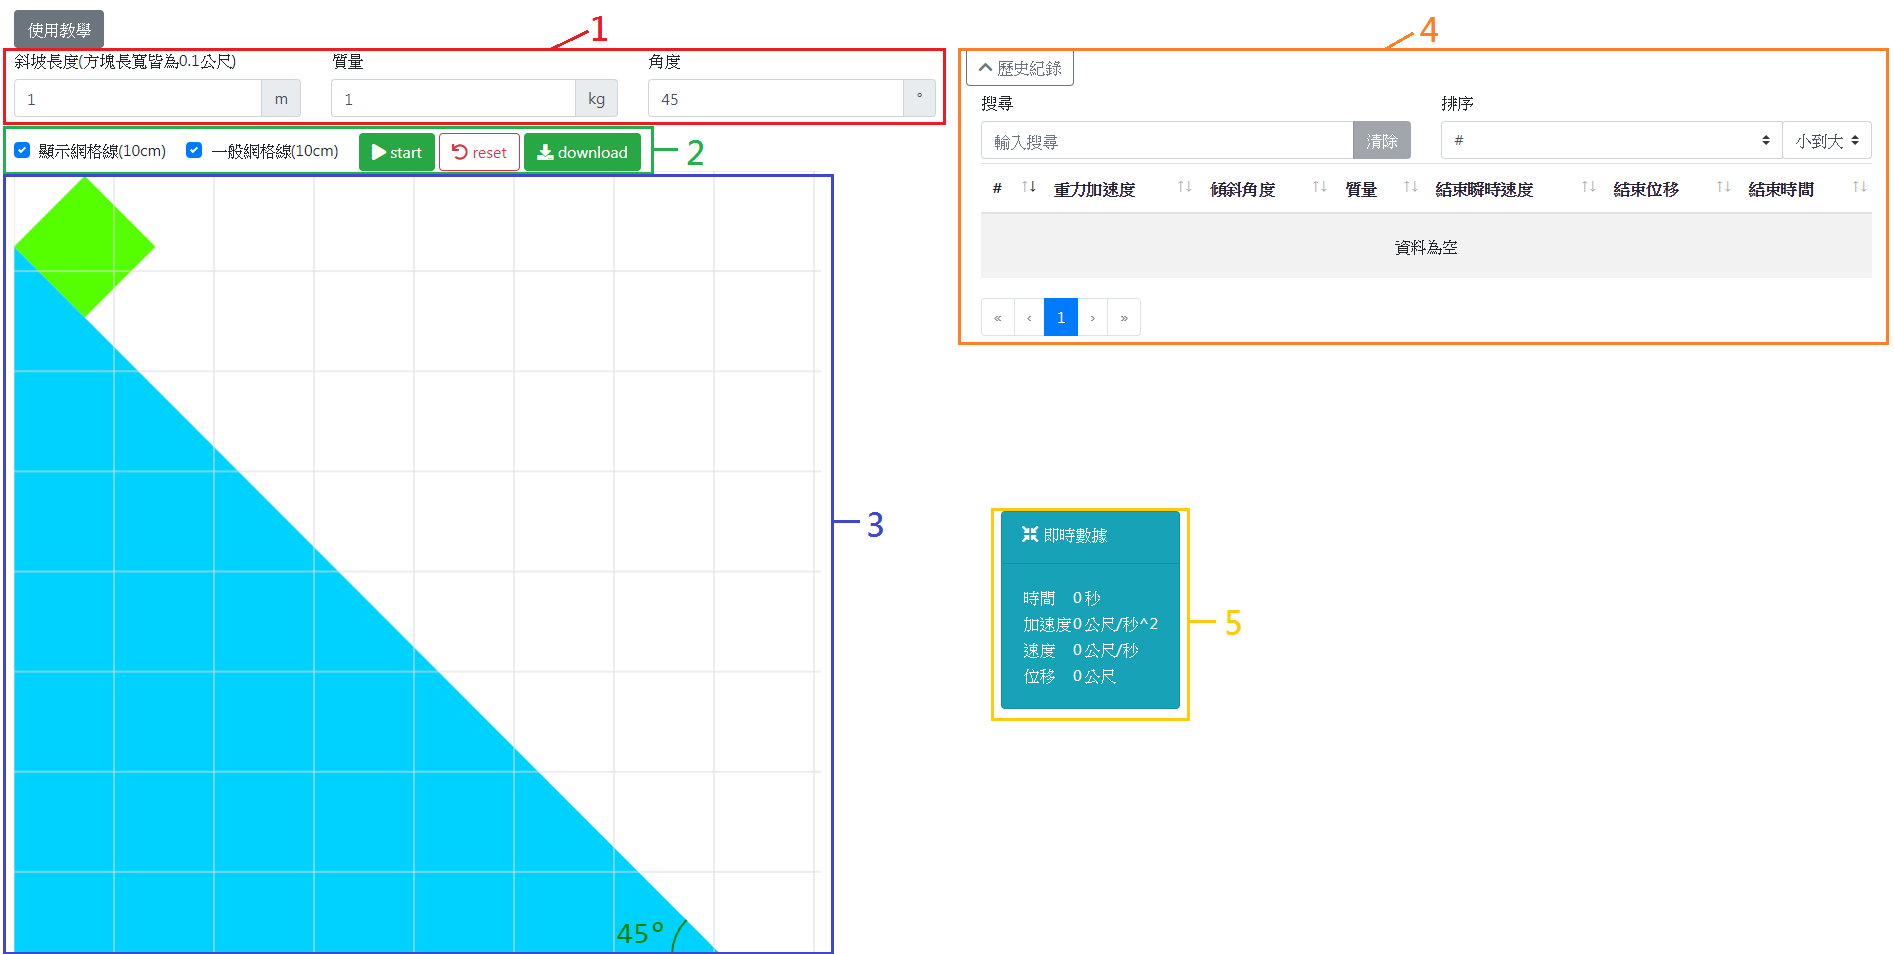 使用教學
1
斜坡長度(方塊長寬皆為0.1公尺) 質量 角度
1 m 1 kg 45 °
顯示網格線(10cm) 一般網格線(10cm) start reset download 2
3
45°
4
歷史紀錄
搜尋 排序
輸入搜尋 清除 # 小到大
# ↑↓ 重力加速度 ↑↓ 傾斜角度 ↑↓ 質量 ↑↓ 結束瞬時速度 ↑↓ 結束位移 ↑↓ 結束時間 ↑↓
資料為空
« ‹ 1 › »
即時數據
時間 0 秒
加速度 0 公尺/秒^2
速度 0 公尺/秒
位移 0 公尺
5